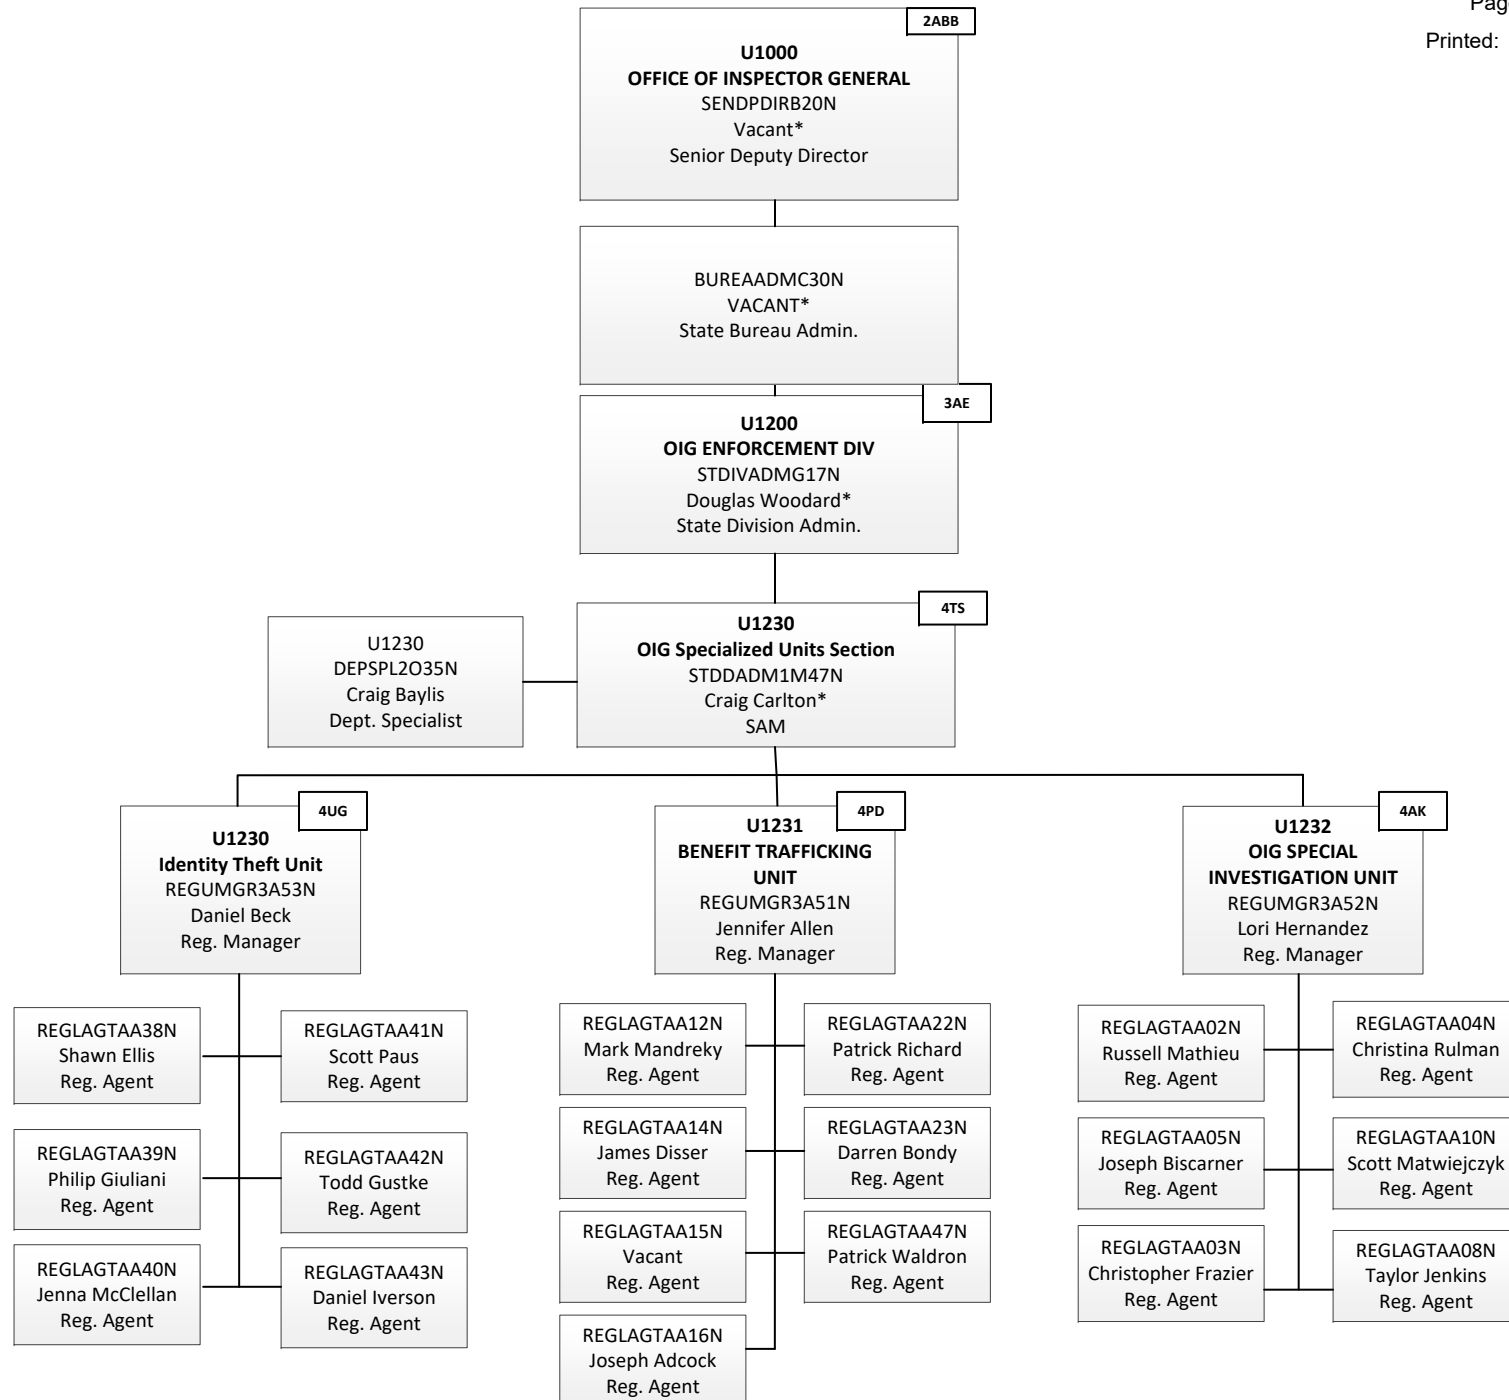 Page
Printed:
2ABB
U1000
OFFICE OF INSPECTOR GENERAL
SENDPDIRB20N
Vacant*
Senior Deputy Director
BUREAADMC30N
VACANT*
State Bureau Admin.
3AE
U1200
OIG ENFORCEMENT DIV
STDIVADMG17N
Douglas Woodard*
State Division Admin.
U1230
DEPSPL2O35N
Craig Baylis
Dept. Specialist
4TS
U1230
OIG Specialized Units Section
STDDADM1M47N
Craig Carlton*
SAM
4UG
U1230
Identity Theft Unit
REGUMGR3A53N
Daniel Beck
Reg. Manager
4PD
U1231
BENEFIT TRAFFICKING
UNIT
REGUMGR3A51N
Jennifer Allen
Reg. Manager
4AK
U1232
OIG SPECIAL
INVESTIGATION UNIT
REGUMGR3A52N
Lori Hernandez
Reg. Manager
REGLAGTAA38N
Shawn Ellis
Reg. Agent
REGLAGTAA41N
Scott Paus
Reg. Agent
REGLAGTAA39N
Philip Giuliani
Reg. Agent
REGLAGTAA42N
Todd Gustke
Reg. Agent
REGLAGTAA40N
Jenna McClellan
Reg. Agent
REGLAGTAA43N
Daniel Iverson
Reg. Agent
REGLAGTAA12N
Mark Mandreky
Reg. Agent
REGLAGTAA22N
Patrick Richard
Reg. Agent
REGLAGTAA14N
James Disser
Reg. Agent
REGLAGTAA23N
Darren Bondy
Reg. Agent
REGLAGTAA15N
Vacant
Reg. Agent
REGLAGTAA47N
Patrick Waldron
Reg. Agent
REGLAGTAA16N
Joseph Adcock
Reg. Agent
REGLAGTAA02N
Russell Mathieu
Reg. Agent
REGLAGTAA04N
Christina Rulman
Reg. Agent
REGLAGTAA05N
Joseph Biscarner
Reg. Agent
REGLAGTAA10N
Scott Matwiejczyk
Reg. Agent
REGLAGTAA03N
Christopher Frazier
Reg. Agent
REGLAGTAA08N
Taylor Jenkins
Reg. Agent